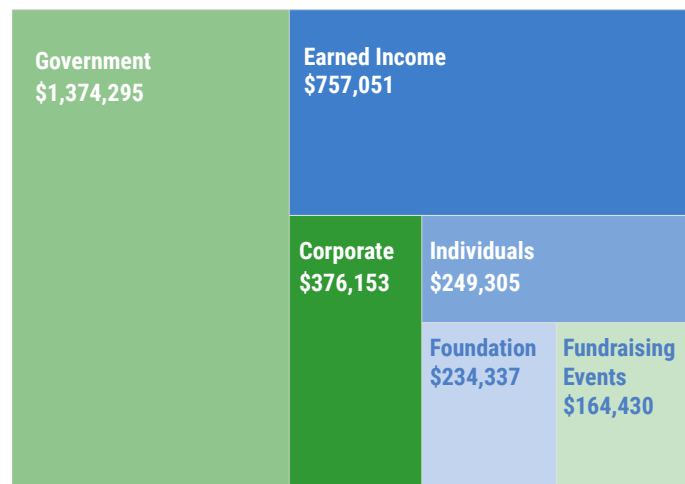 Government
$1,374,295
Earned Income
$757,051
Corporate
$376,153
Individuals
$249,305
Foundation
$234,337
Fundraising
Events
$164,430